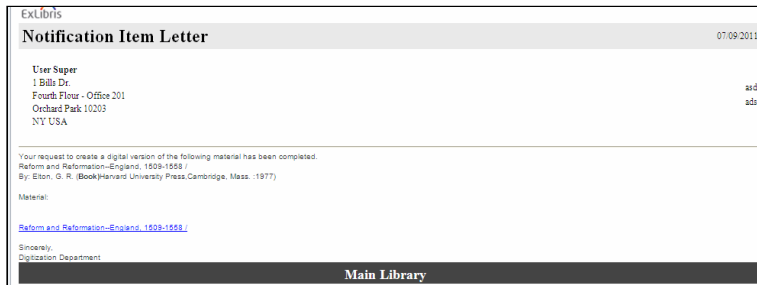 ExLibris
Notification Item Letter
07/09/2011
User Super
1 Bills Dr.
Fourth Flour - Office 201
Orchard Park 10203
NY USA
asd
ads
Your request to create a digital version of the following material has been completed.
Reform and Reformation--England, 1509-1558 /
By: Elton, G. R. (Book)Harvard University Press,Cambridge, Mass. :1977)
Material:
Reform and Reformation--England, 1509-1558 /
Sincerely,
Digitization Department
Main Library